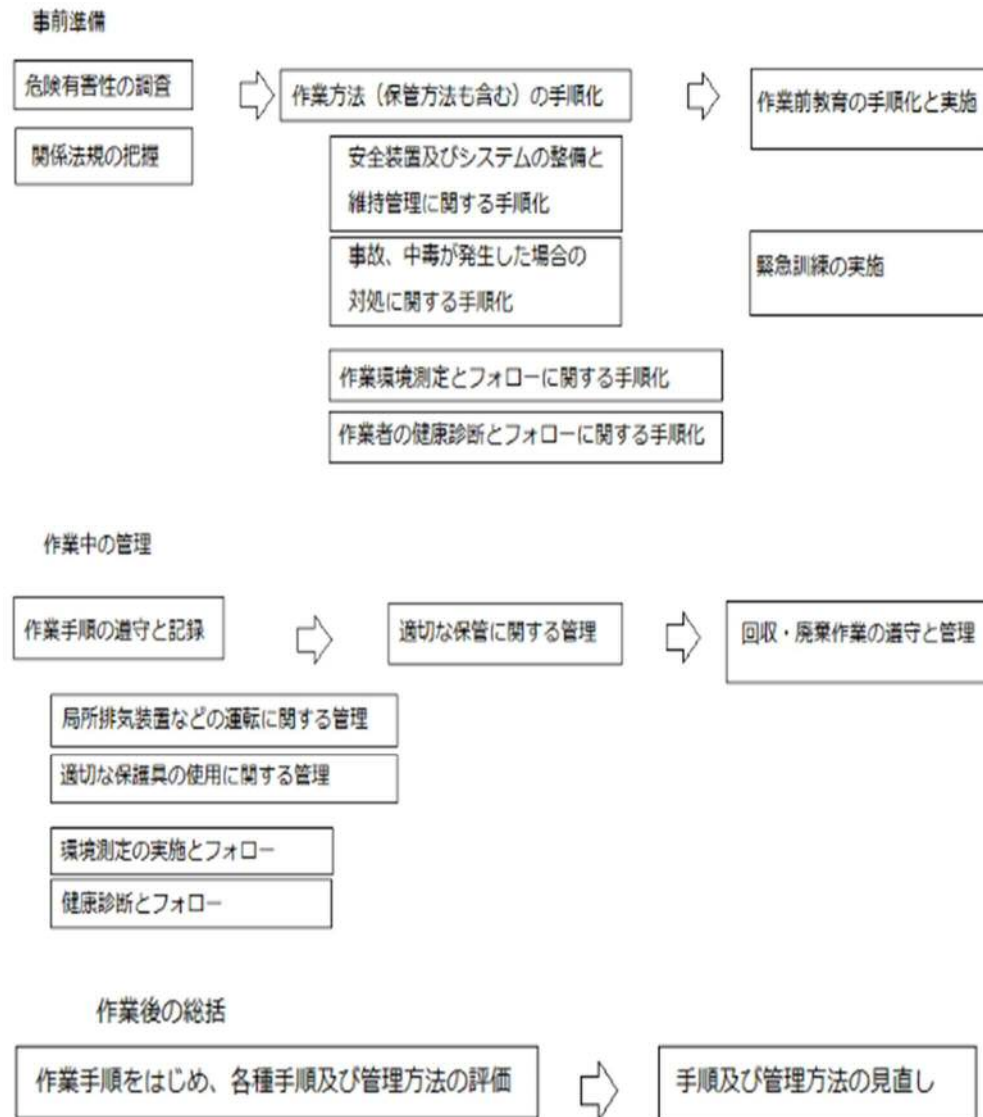 事前準備
危険有害性の調査
関係法規の把握
作業方法（保管方法も含む）の手順化
安全装置及びシステムの整備と
維持管理に関する手順化
事故、中毒が発生した場合の
対処に関する手順化
作業環境測定とフォローに関する手順化
作業者の健康診断とフォローに関する手順化
作業前教育の手順化と実施
緊急訓練の実施
作業中の管理
作業手順の遵守と記録
局所排気装置などの運転に関する管理
適切な保護具の使用に関する管理
環境測定の実施とフォロー
健康診断とフォロー
適切な保管に関する管理
回収・廃棄作業の遵守と管理
作業後の総括
作業手順をはじめ、各種手順及び管理方法の評価
手順及び管理方法の見直し